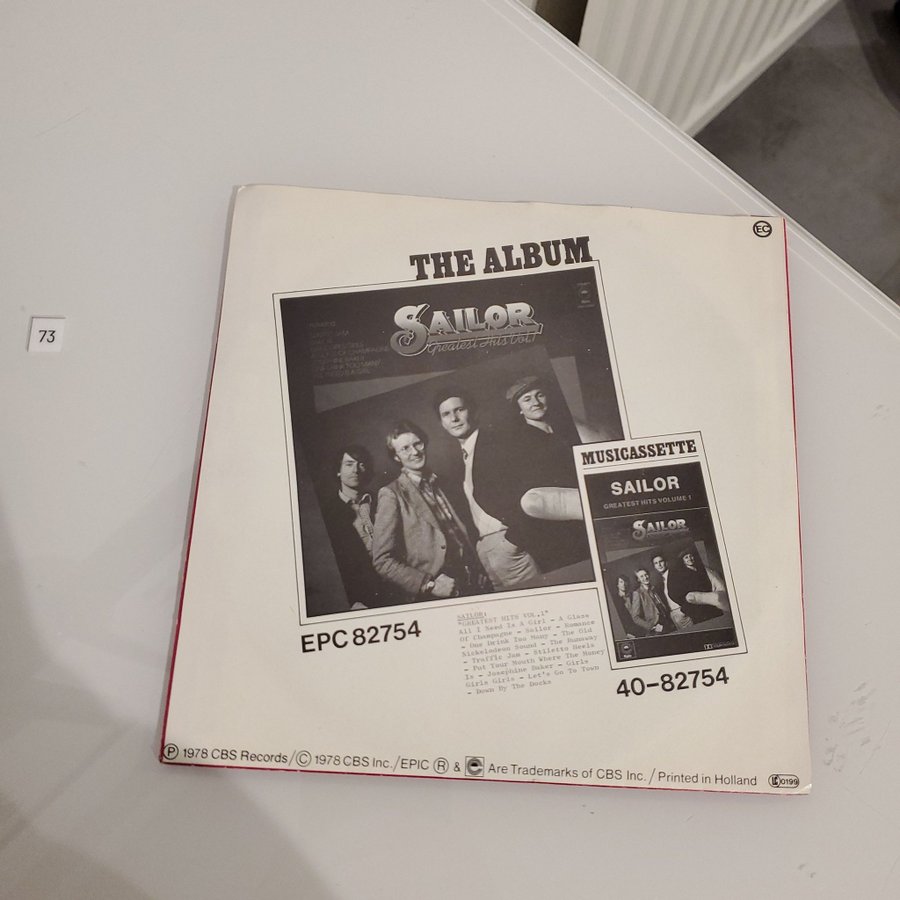 73
EC
THE ALBUM
SAILOR
Greatest Hits Vol.1
MUSICASSETTE
SAILOR
GREATEST HITS VOLUME 1
SAILOR
EPC 82754
SAILOR:
"GREATEST HITS VOL.1"
All I Need Is A Girl - A Glass
Of Champagne - Sailor - Romance
- One Drink Too Many - The Old
Nickelodeon Sound - The Runaway
- Traffic Jam - Stiletto Heels
- Put Your Mouth Where The Money
Is - Josephine Baker - Girls
Girls Girls - Let's Go To Town
- Down By The Docks
40-82754
Ⓟ 1978 CBS Records/Ⓒ 1978 CBS Inc./EPIC Ⓡ & Are Trademarks of CBS Inc./Printed in Holland
0199